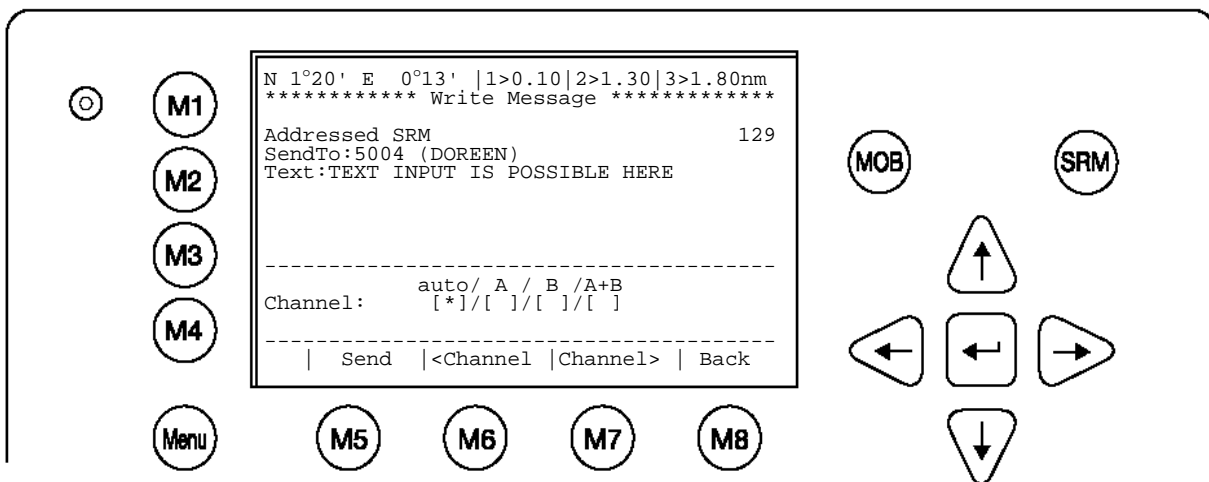 N 1°20' E 0°13' |1>0.10|2>1.30|3>1.80nm
************ Write Message *************
Addressed SRM 129
SendTo:5004 (DOREEN)
Text:TEXT INPUT IS POSSIBLE HERE
----------------------------------------
auto/ A / B /A+B
Channel: [*]/[ ]/[ ]/[ ]
----------------------------------------
| Send |<Channel |Channel> | Back
M1
M2
M3
M4
Menu
M5
M6
M7
M8
MOB
SRM